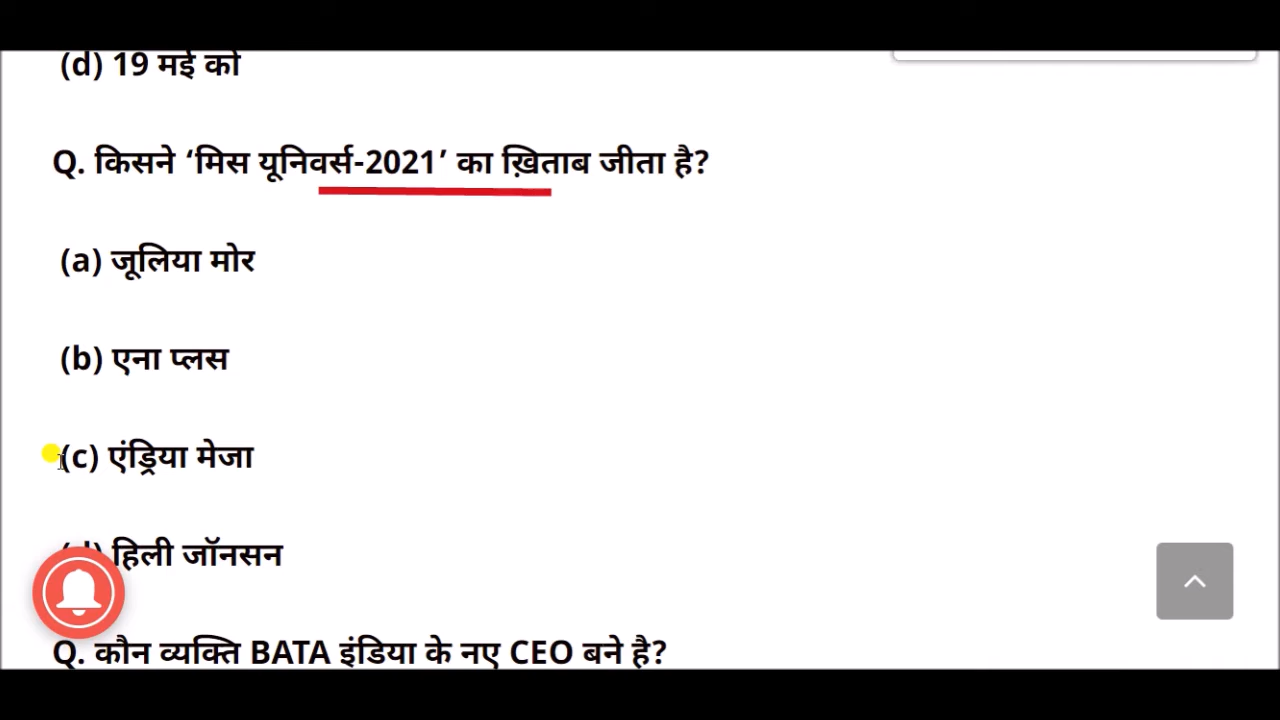 (d) 19 मई को
Q. किसने ‘मिस यूनिवर्स-2021’ का ख़िताब जीता है?
(a) जूलिया मोर
(b) एना प्लस
(c) एंड्रिया मेजा
(d) हिली जॉनसन
Q. कौन व्यक्ति BATA इंडिया के नए CEO बने है?